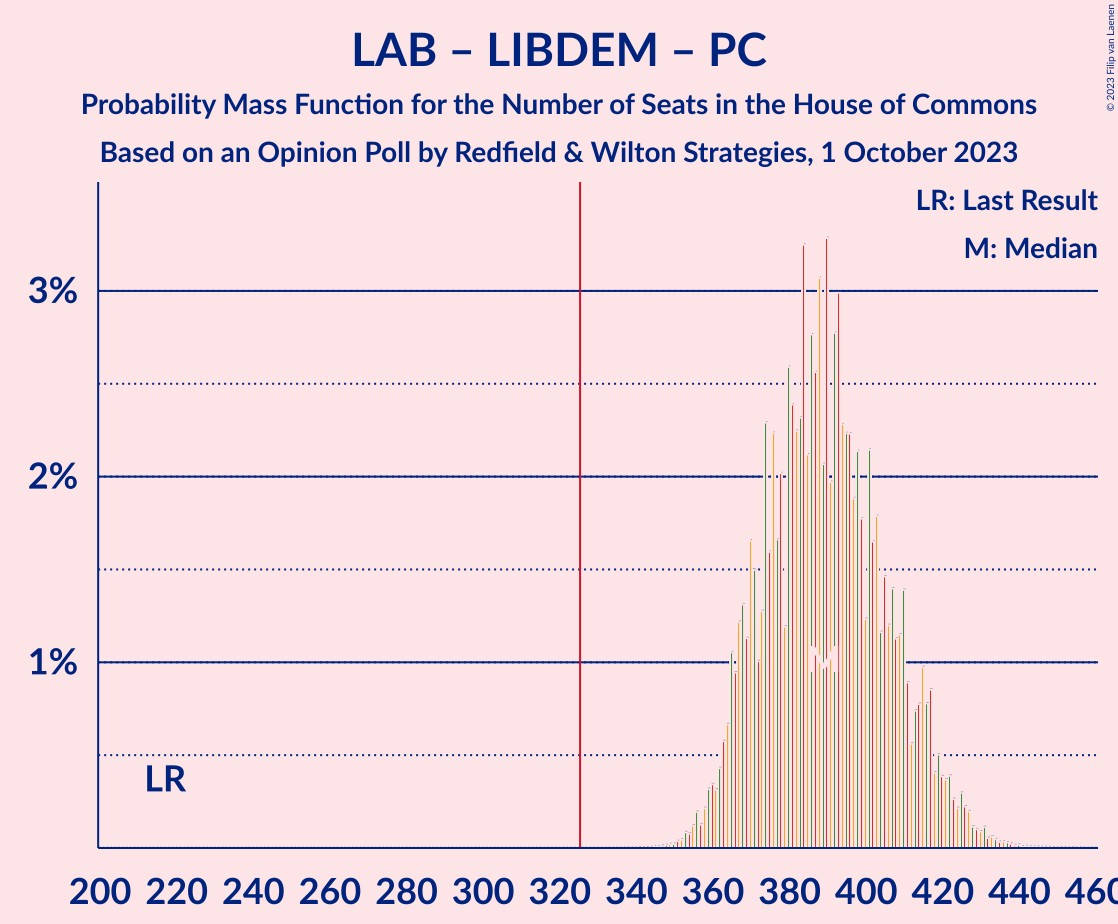 LAB – LIBDEM – PC
Probability Mass Function for the Number of Seats in the House of Commons
Based on an Opinion Poll by Redfield & Wilton Strategies, 1 October 2023
© 2023 Filip van Laenen
LR: Last Result
M: Median
3%
2%
1%
LR
M
200 220 240 260 280 300 320 340 360 380 400 420 440 460